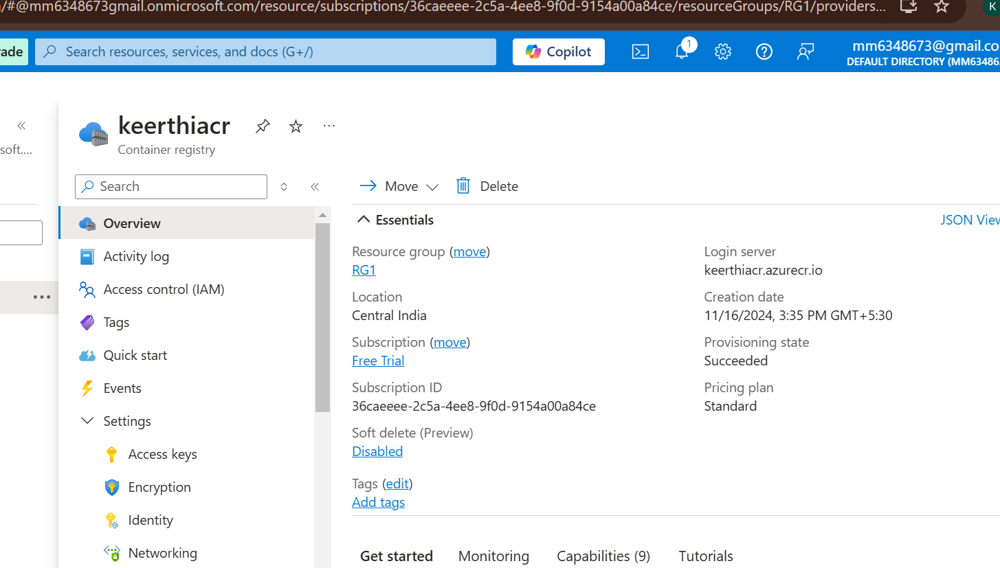 /#@mm6348673gmail.onmicrosoft.com/resource/subscriptions/36caeeee-2c5a-4ee8-9f0d-9154a00a84ce/resourceGroups/RG1/providers...
K
ade
Search resources, services, and docs (G+/)
Copilot
1
mm6348673@gmail.co
DEFAULT DIRECTORY (MM63486
«
soft....
keerthiacr
...
Container registry
Search
«
Move
Delete
Overview
Activity log
Access control (IAM)
Tags
Quick start
Events
Settings
Access keys
Encryption
Identity
Networking
Essentials
JSON View
Resource group (move)
RG1
Location
Central India
Subscription (move)
Free Trial
Subscription ID
36caeeee-2c5a-4ee8-9f0d-9154a00a84ce
Soft delete (Preview)
Disabled
Tags (edit)
Add tags
Login server
keerthiacr.azurecr.io
Creation date
11/16/2024, 3:35 PM GMT+5:30
Provisioning state
Succeeded
Pricing plan
Standard
Get started
Monitoring
Capabilities (9)
Tutorials